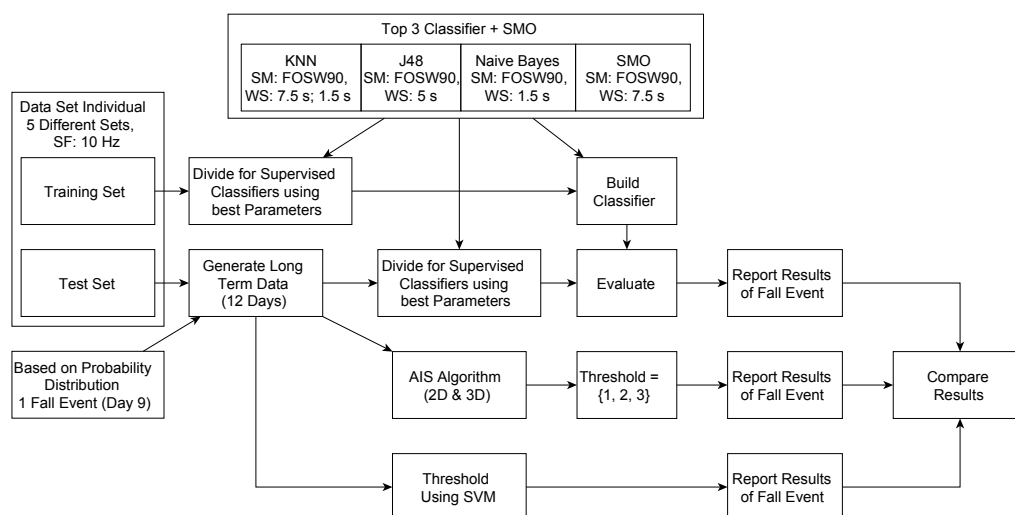 Top 3 Classifier + SMO
KNN
SM: FOSW90,
WS: 7.5 s; 1.5 s
J48
SM: FOSW90,
WS: 5 s
Naive Bayes
SM: FOSW90,
WS: 1.5 s
SMO
SM: FOSW90,
WS: 7.5 s
Data Set Individual
5 Different Sets,
SF: 10 Hz
Training Set
Divide for Supervised
Classifiers using
best Parameters
Build
Classifier
Test Set
Generate Long
Term Data
(12 Days)
Divide for Supervised
Classifiers using
best Parameters
Evaluate
Report Results
of Fall Event
Based on Probability
Distribution
1 Fall Event (Day 9)
AIS Algorithm
(2D & 3D)
Threshold =
{1, 2, 3}
Report Results
of Fall Event
Compare
Results
Threshold
Using SVM
Report Results
of Fall Event